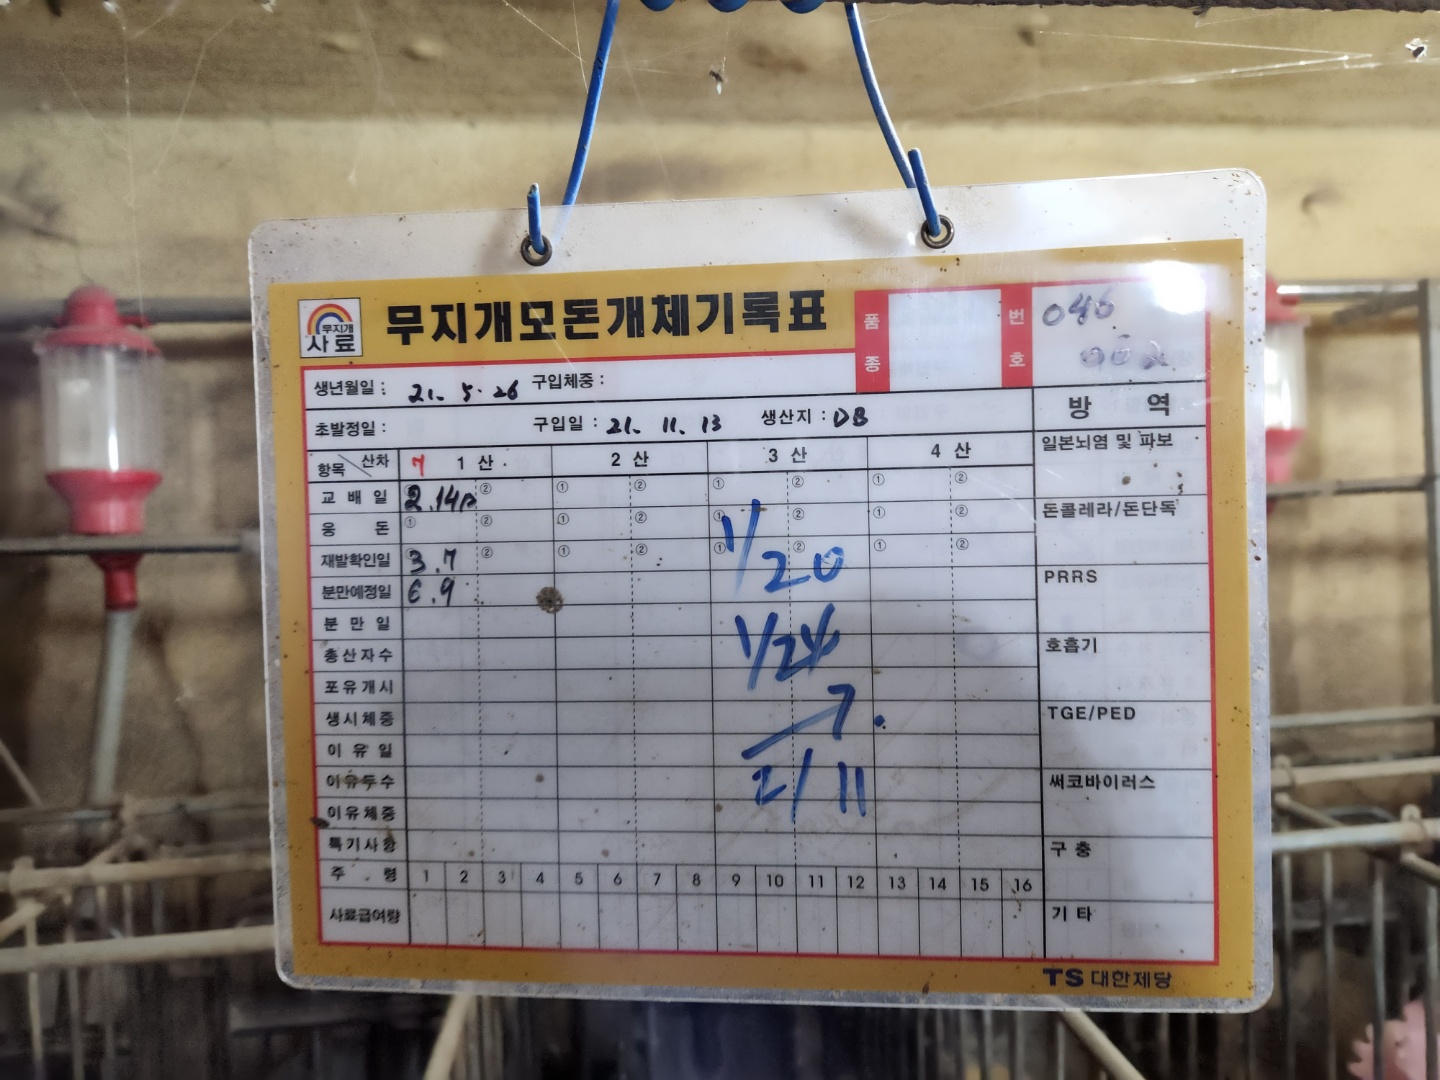 무지개
사료
무지개모돈개체기록표
품종
번호
046
002
생년월일 : 21. 5. 26 구입체중 :
초발정일 : 구입일 : 21. 11. 13 생산지 : DB
방 역
항목 산차 7 1 산 2 산 3 산 4 산
교배일 2.14 ② ① ② ① ② ① ②
웅돈 ① ② ① ② ① ② ① ②
재발확인일 3.7 ② ① ② ① ② ① ②
분만예정일 6.9
분만일
총산자수
포유개시
생시체중
이유일
이유두수
이유체중
특기사항
주령 1 2 3 4 5 6 7 8 9 10 11 12 13 14 15 16
사료급여량
1/20
1/24
7.
2/11
일본뇌염 및 파보
돈콜레라/돈단독
PRRS
호흡기
TGE/PED
써코바이러스
구충
기타
TS 대한제당